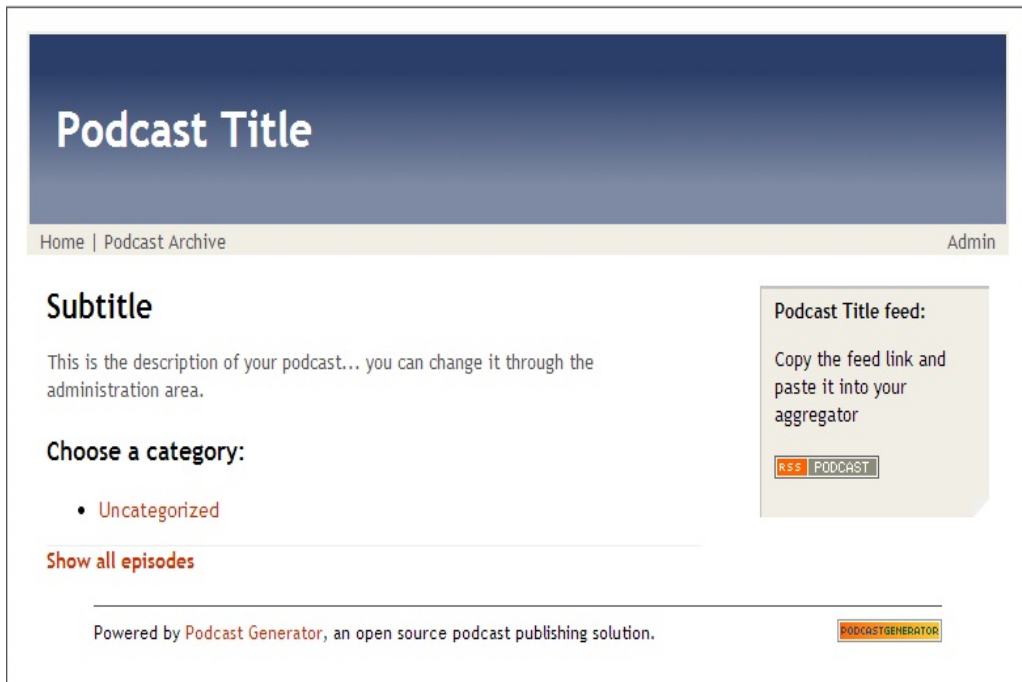 Podcast Title
Home | Podcast Archive
Admin
Subtitle
This is the description of your podcast... you can change it through the
administration area.
Choose a category:
• Uncategorized
Show all episodes
Podcast Title feed:
Copy the feed link and
paste it into your
aggregator
RSS PODCAST
Powered by Podcast Generator, an open source podcast publishing solution.
PODCASTGENERATOR